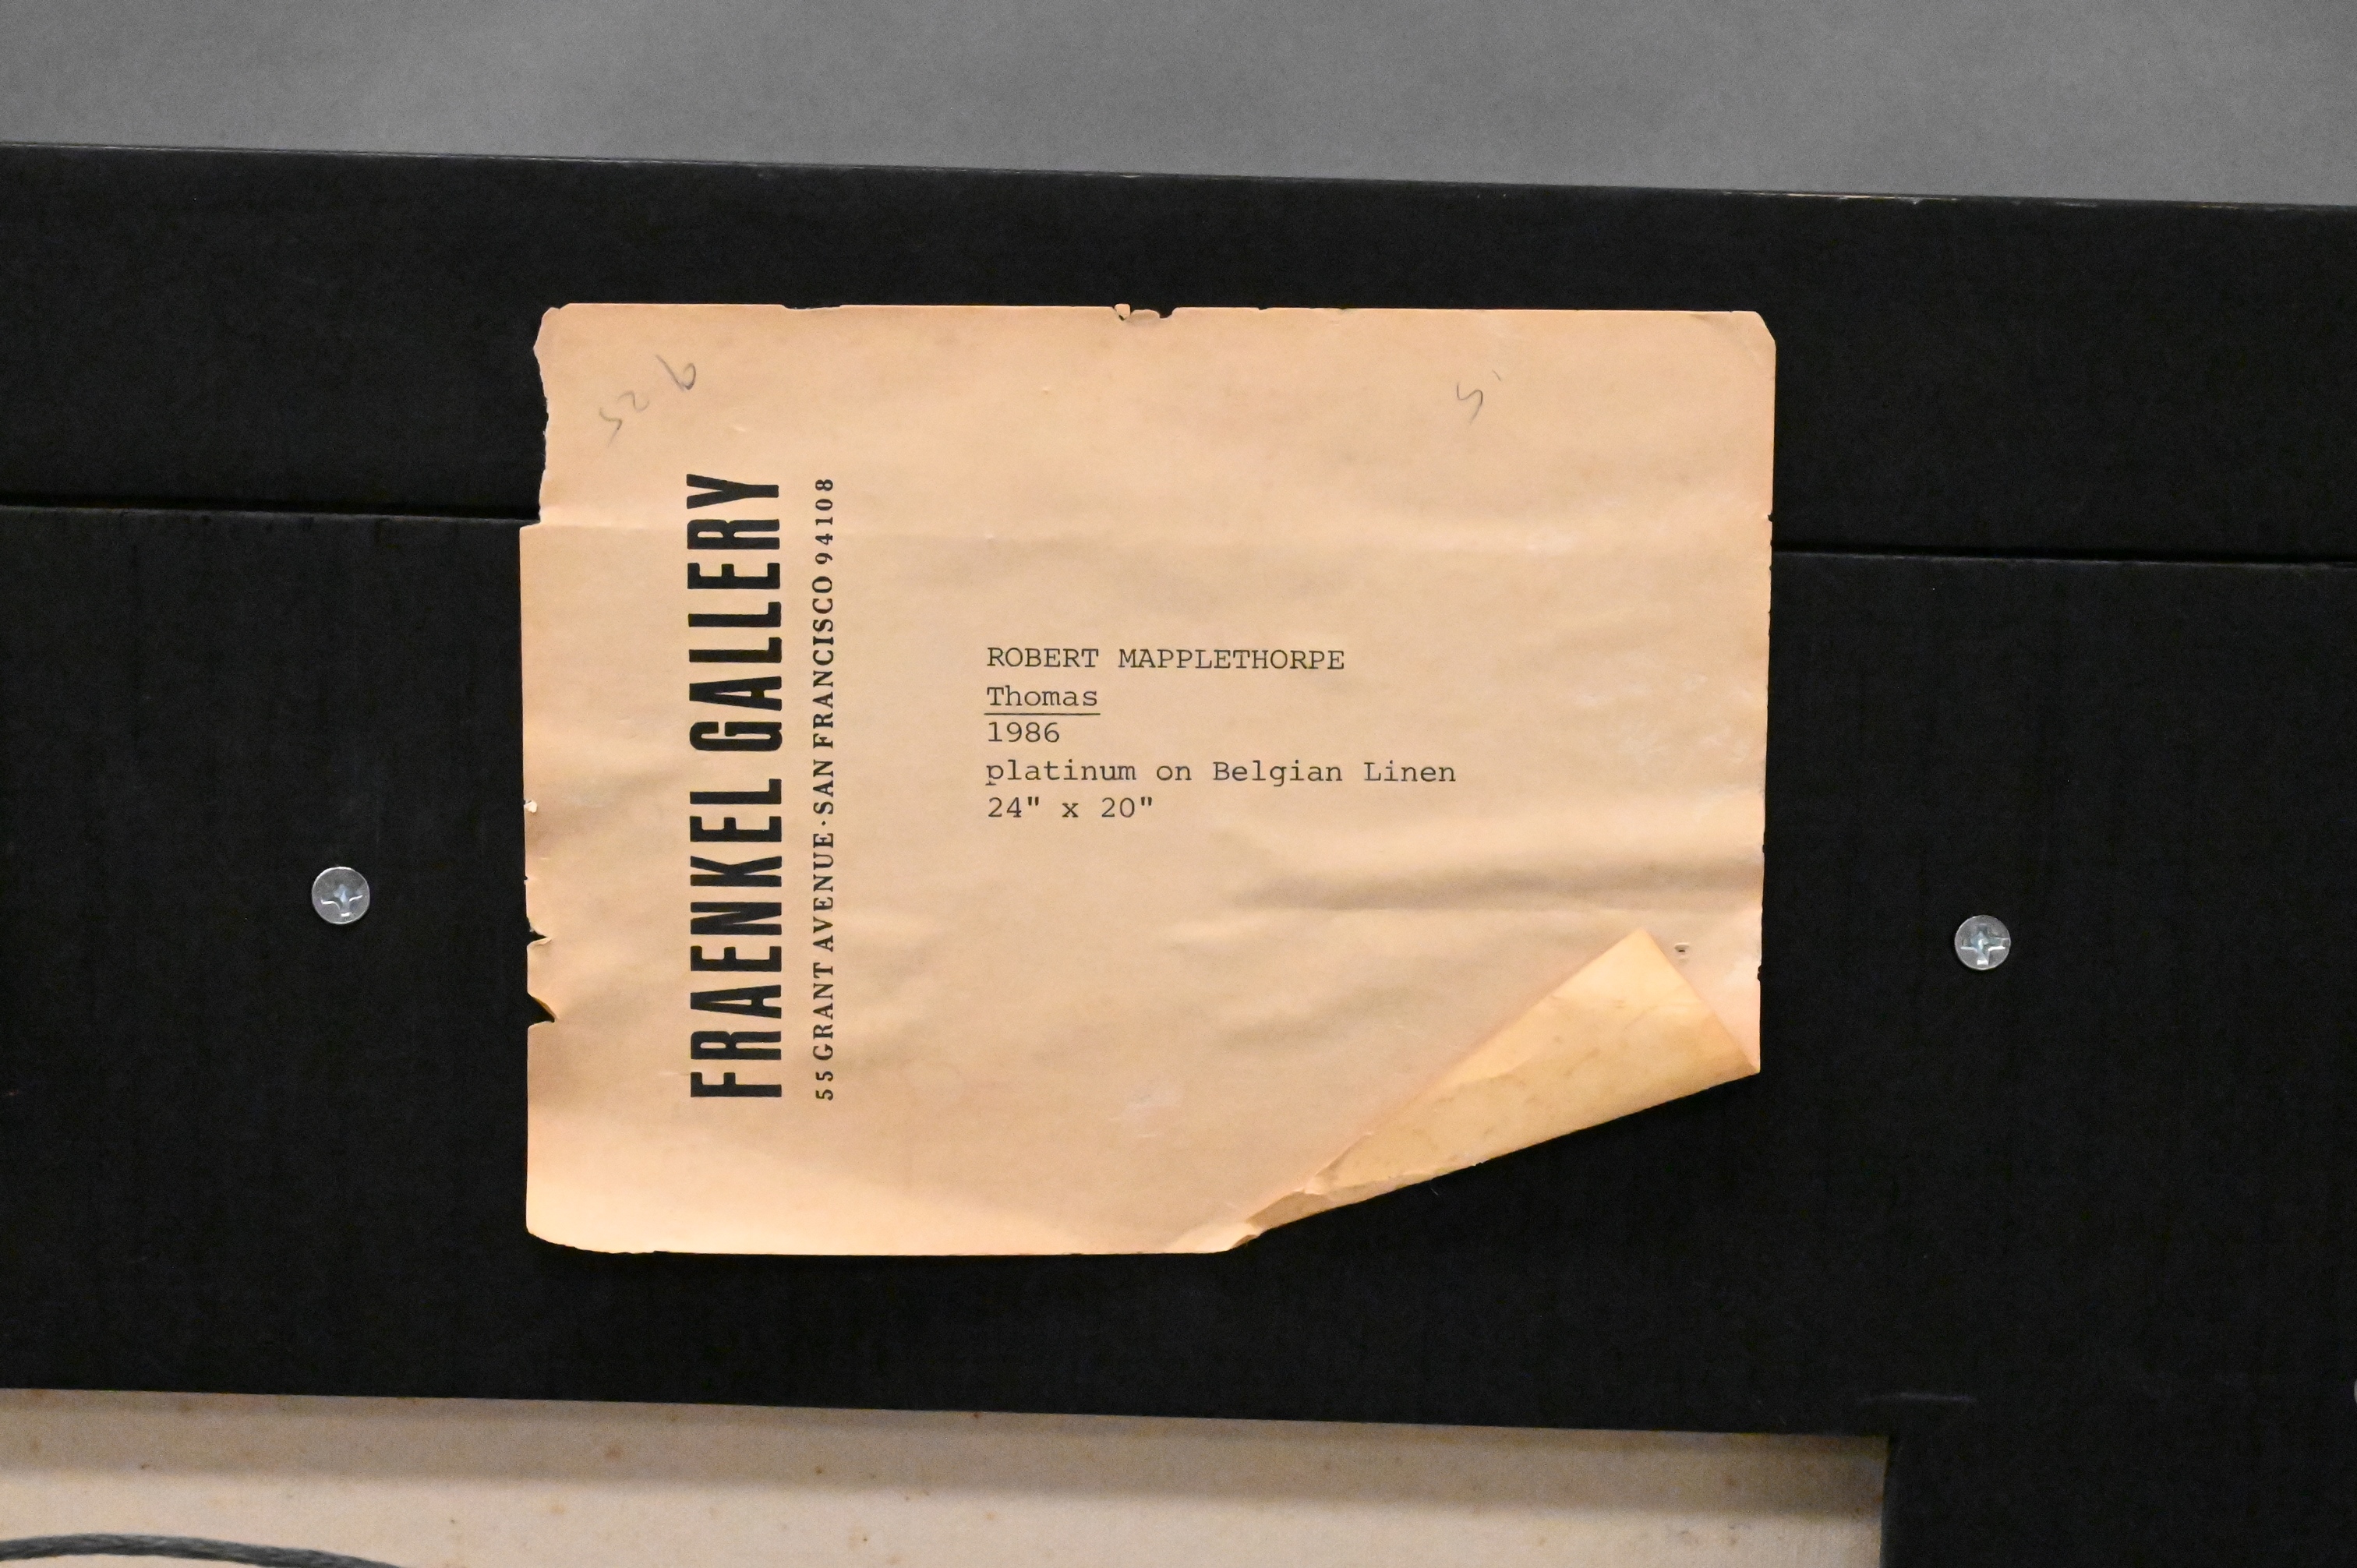 FRAENKEL GALLERY
55 GRANT AVENUE · SAN FRANCISCO 94108
ROBERT MAPPLETHORPE
Thomas
1986
platinum on Belgian Linen
24" x 20"